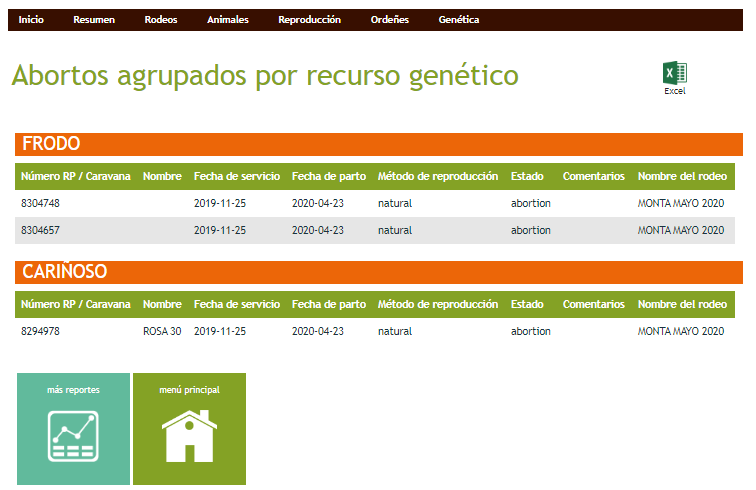 Inicio Resumen Rodeos Animales Reproducción Ordeñes Genética
Abortos agrupados por recurso genético
Excel
FRODO
Número RP / Caravana Nombre Fecha de servicio Fecha de parto Método de reproducción Estado Comentarios Nombre del rodeo
8304748 2019-11-25 2020-04-23 natural abortion MONTA MAYO 2020
8304657 2019-11-25 2020-04-23 natural abortion MONTA MAYO 2020
CARIÑOSO
Número RP / Caravana Nombre Fecha de servicio Fecha de parto Método de reproducción Estado Comentarios Nombre del rodeo
8294978 ROSA 30 2019-11-25 2020-04-23 natural abortion MONTA MAYO 2020
más reportes menú principal